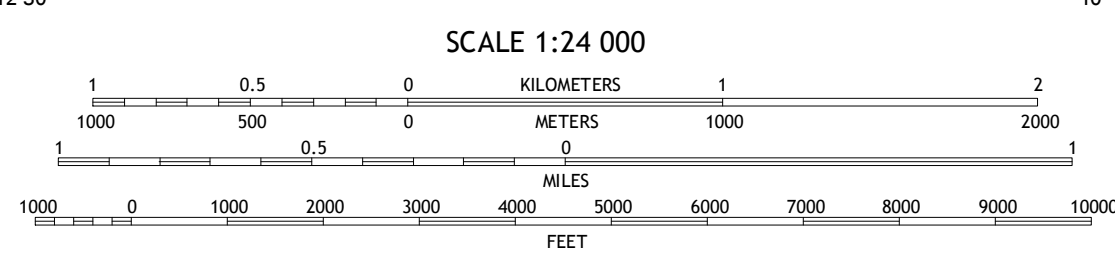 SCALE 1:24 000
1 0.5 0 KILOMETERS 1 2
1000 500 0 METERS 1000 2000
1 0.5 0 1
MILES
1000 0 1000 2000 3000 4000 5000 6000 7000 8000 9000 10000
FEET